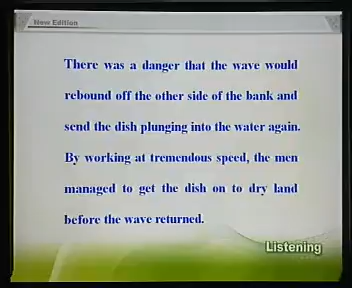 New Edition
There was a danger that the wave would
rebound off the other side of the bank and
send the dish plunging into the water again.
By working at tremendous speed, the men
managed to get the dish on to dry land
before the wave returned.
Listening